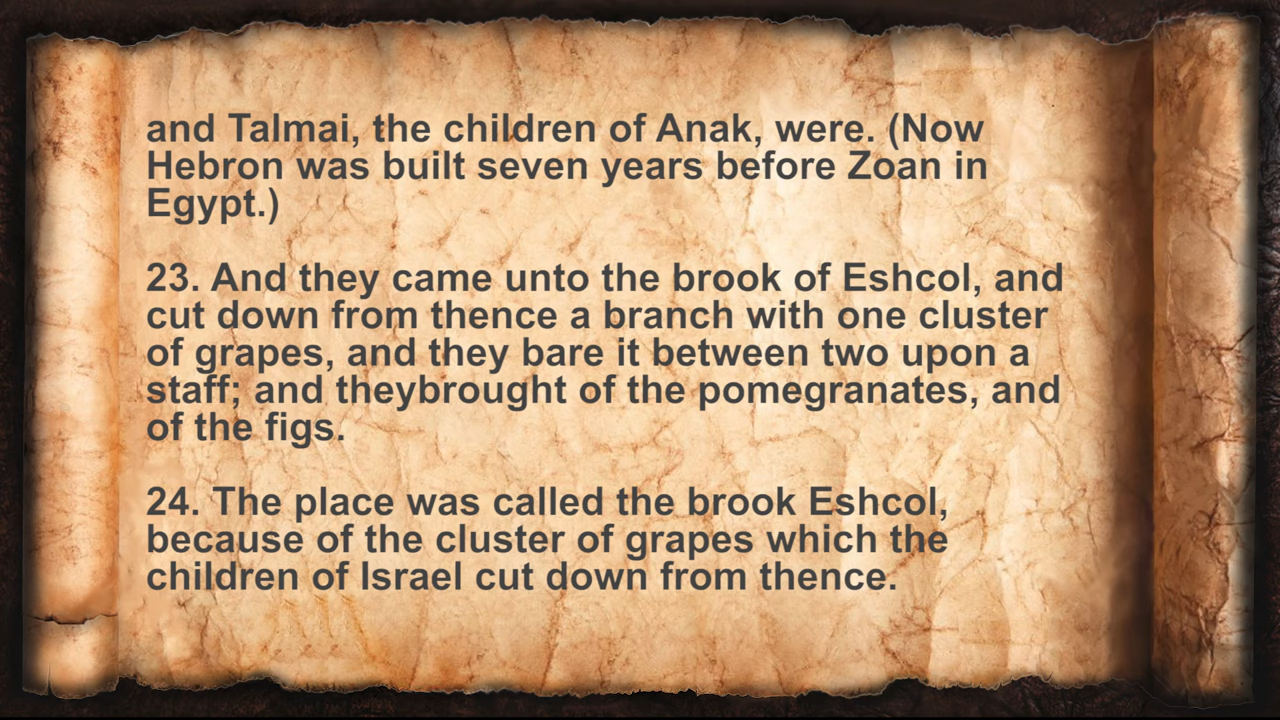 and Talmai, the children of Anak, were. (Now
Hebron was built seven years before Zoan in
Egypt.)
23. And they came unto the brook of Eshcol, and
cut down from thence a branch with one cluster
of grapes, and they bare it between two upon a
staff; and theybrought of the pomegranates, and
of the figs.
24. The place was called the brook Eshcol,
because of the cluster of grapes which the
children of Israel cut down from thence.